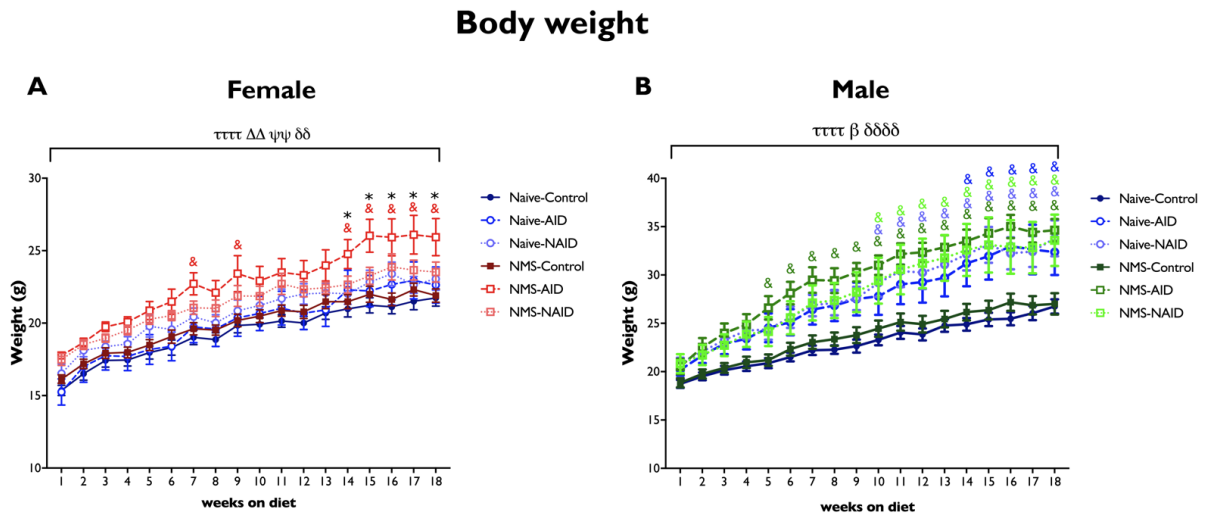 Body weight
A
Female
ττττ ΔΔ ψψ δδ
Weight (g)
30
25
20
15
10
* * * * *
& & & & & & &
1 2 3 4 5 6 7 8 9 10 11 12 13 14 15 16 17 18
weeks on diet
Naive-Control
Naive-AID
Naive-NAID
NMS-Control
NMS-AID
NMS-NAID
B
Male
ττττ β δδδδ
Weight (g)
40
35
30
25
20
15
10
& & & & &
& & & & & & & & &
& & & & & & & & &
& & & & & & & & & & & & & &
1 2 3 4 5 6 7 8 9 10 11 12 13 14 15 16 17 18
weeks on diet
Naive-Control
Naive-AID
Naive-NAID
NMS-Control
NMS-AID
NMS-NAID